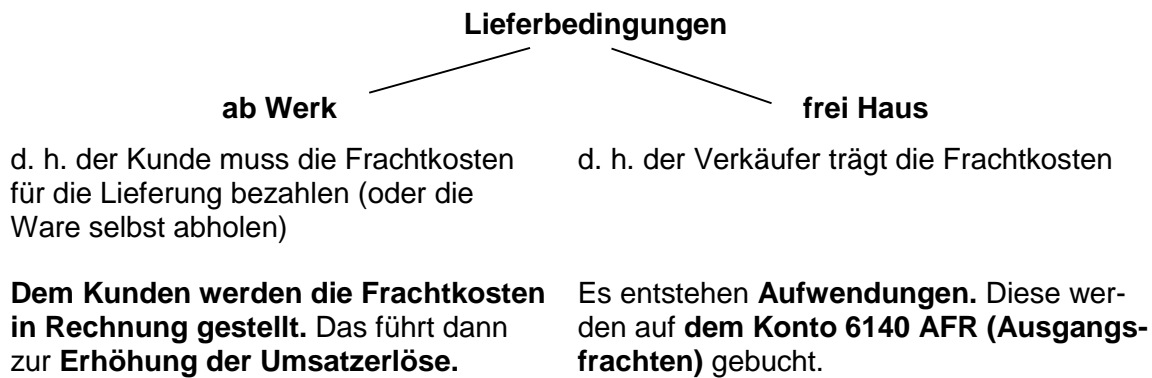 Lieferbedingungen
ab Werk
d. h. der Kunde muss die Frachtkosten
für die Lieferung bezahlen (oder die
Ware selbst abholen)
Dem Kunden werden die Frachtkosten
in Rechnung gestellt. Das führt dann
zur Erhöhung der Umsatzerlöse.
frei Haus
d. h. der Verkäufer trägt die Frachtkosten
Es entstehen Aufwendungen. Diese wer-
den auf dem Konto 6140 AFR (Ausgangs-
frachten) gebucht.